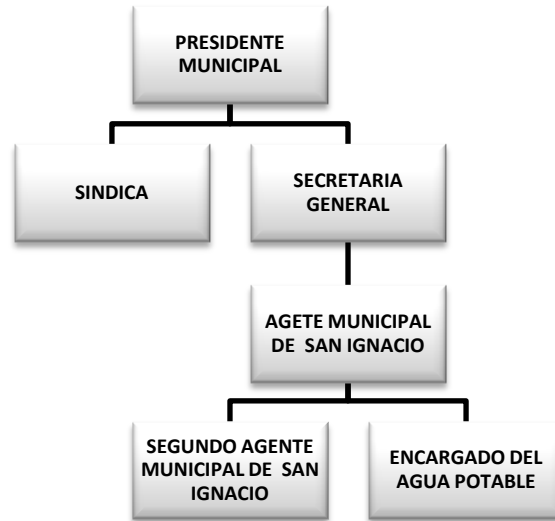 PRESIDENTE
MUNICIPAL
SINDICA
SECRETARIA
GENERAL
AGETE MUNICIPAL
DE SAN IGNACIO
SEGUNDO AGENTE
MUNICIPAL DE SAN
IGNACIO
ENCARGADO DEL
AGUA POTABLE